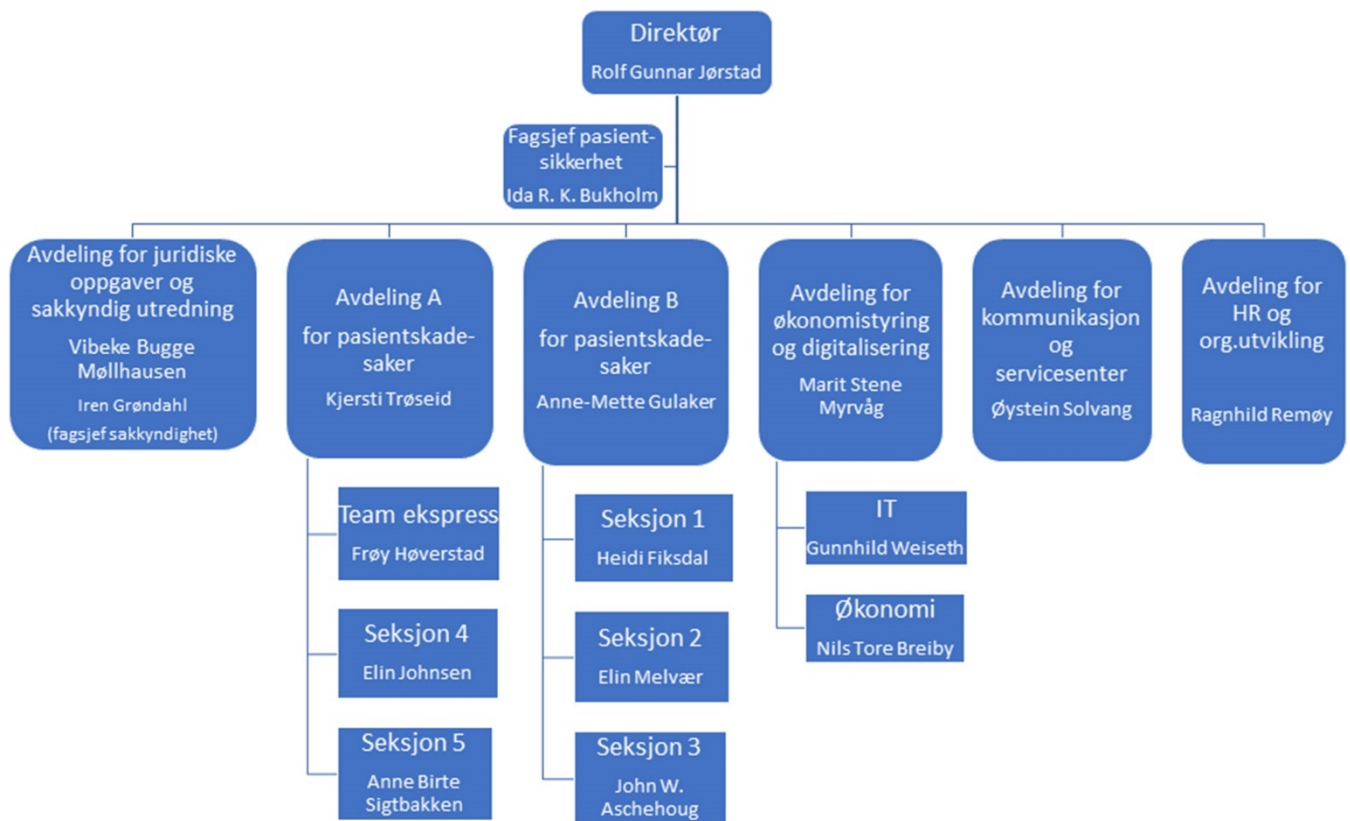 Direktør
Rolf Gunnar Jørstad
Fagsjef pasient-
sikkerhet
Ida R. K. Bukholm
Avdeling for juridiske
oppgaver og
sakkyndig utredning
Vibeke Bugge
Møllhausen
Iren Grøndahl
(fagsjef sakkyndighet)
Avdeling A
for pasientskade-
saker
Kjersti Trøseid
Avdeling B
for pasientskade-
saker
Anne-Mette Gulaker
Avdeling for
økonomistyring
og digitalisering
Marit Stene
Myrvåg
Avdeling for
kommunikasjon
og
servicesenter
Øystein Solvang
Avdeling for
HR og
org.utvikling
Ragnhild Remøy
Team ekspress
Frøy Høverstad
Seksjon 4
Elin Johnsen
Seksjon 5
Anne Birte
Sigtbakken
Seksjon 1
Heidi Fiksdal
Seksjon 2
Elin Melvær
Seksjon 3
John W.
Aschehoug
IT
Gunnhild Weiseth
Økonomi
Nils Tore Breiby